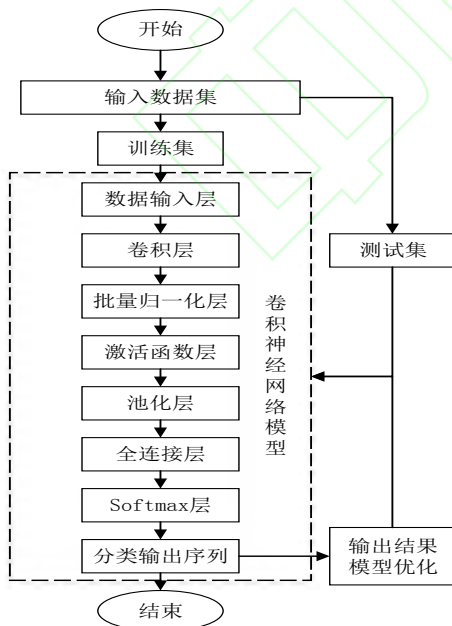 开始
输入数据集
训练集
数据输入层
卷积层
测试集
批量归一化层
激活函数层
池化层
全连接层
Softmax层
分类输出序列
卷积神经网络模型
输出结果
模型优化
结束